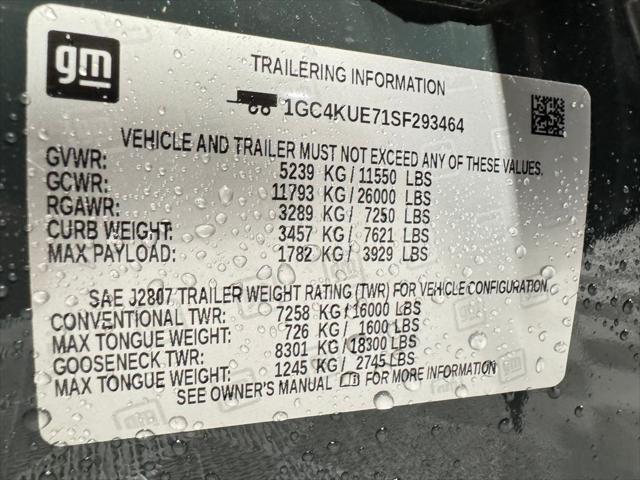 gm
TRAILERING INFORMATION
1GC4KUE71SF293464
VEHICLE AND TRAILER MUST NOT EXCEED ANY OF THESE VALUES.
GVWR: 5239 KG/ 11550 LBS
GCWR: 11793 KG/ 26000 LBS
RGAWR: 3289 KG/ 7250 LBS
CURB WEIGHT: 3457 KG/ 7621 LBS
MAX PAYLOAD: 1782 KG/ 3929 LBS
SAE J2807 TRAILER WEIGHT RATING (TWR) FOR VEHICLE CONFIGURATION.
CONVENTIONAL TWR: 7258 KG/16000 LBS
MAX TONGUE WEIGHT: 726 KG/ 1600 LBS
GOOSENECK TWR: 8301 KG/18300 LBS
MAX TONGUE WEIGHT: 1245 KG/ 2745 LBS
SEE OWNER'S MANUAL FOR MORE INFORMATION